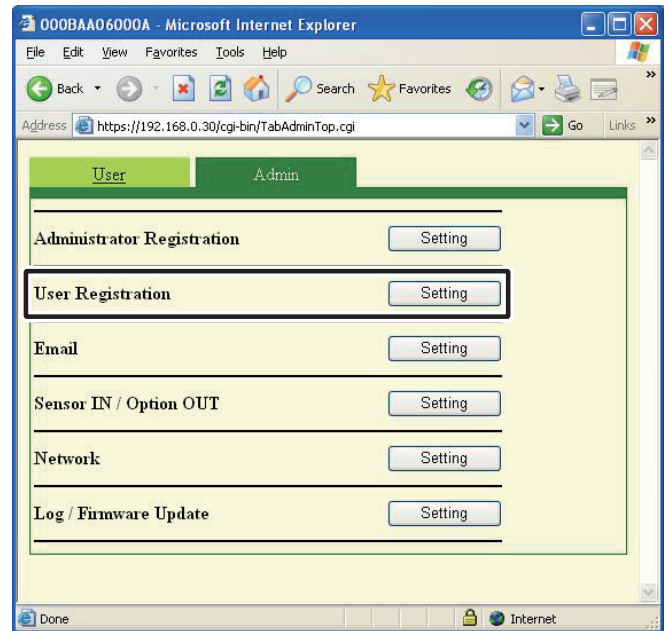 000BAA06000A - Microsoft Internet Explorer
File Edit View Favorites Tools Help
Back Search Favorites »
Address https://192.168.0.30/cgi-bin/TabAdminTop.cgi Go Links »
User Admin
Administrator Registration Setting
User Registration Setting
Email Setting
Sensor IN / Option OUT Setting
Network Setting
Log / Firmware Update Setting
Done Internet